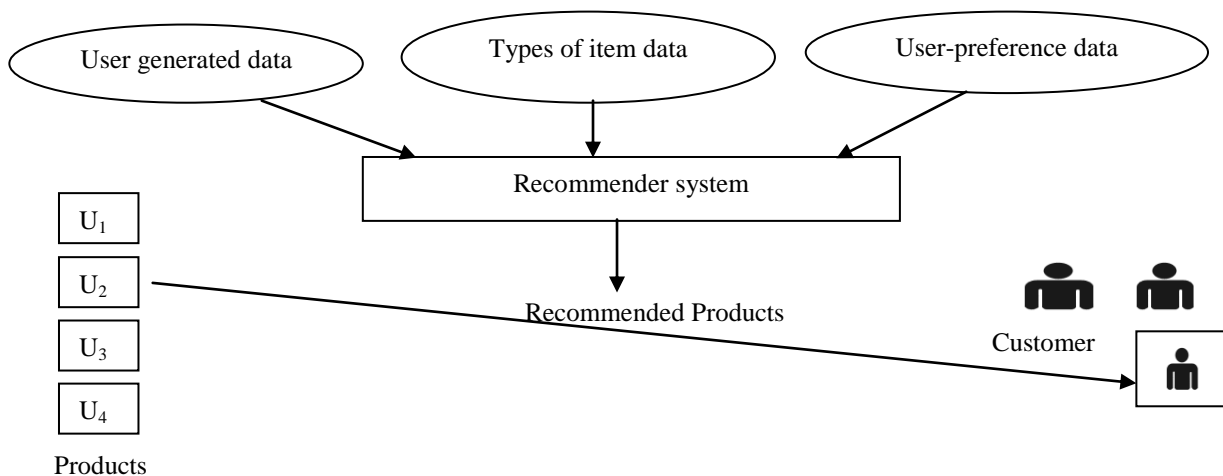 User generated data
Types of item data
User-preference data
Recommender system
U₁
U₂
Recommended Products
U₃
Customer
U₄
Products